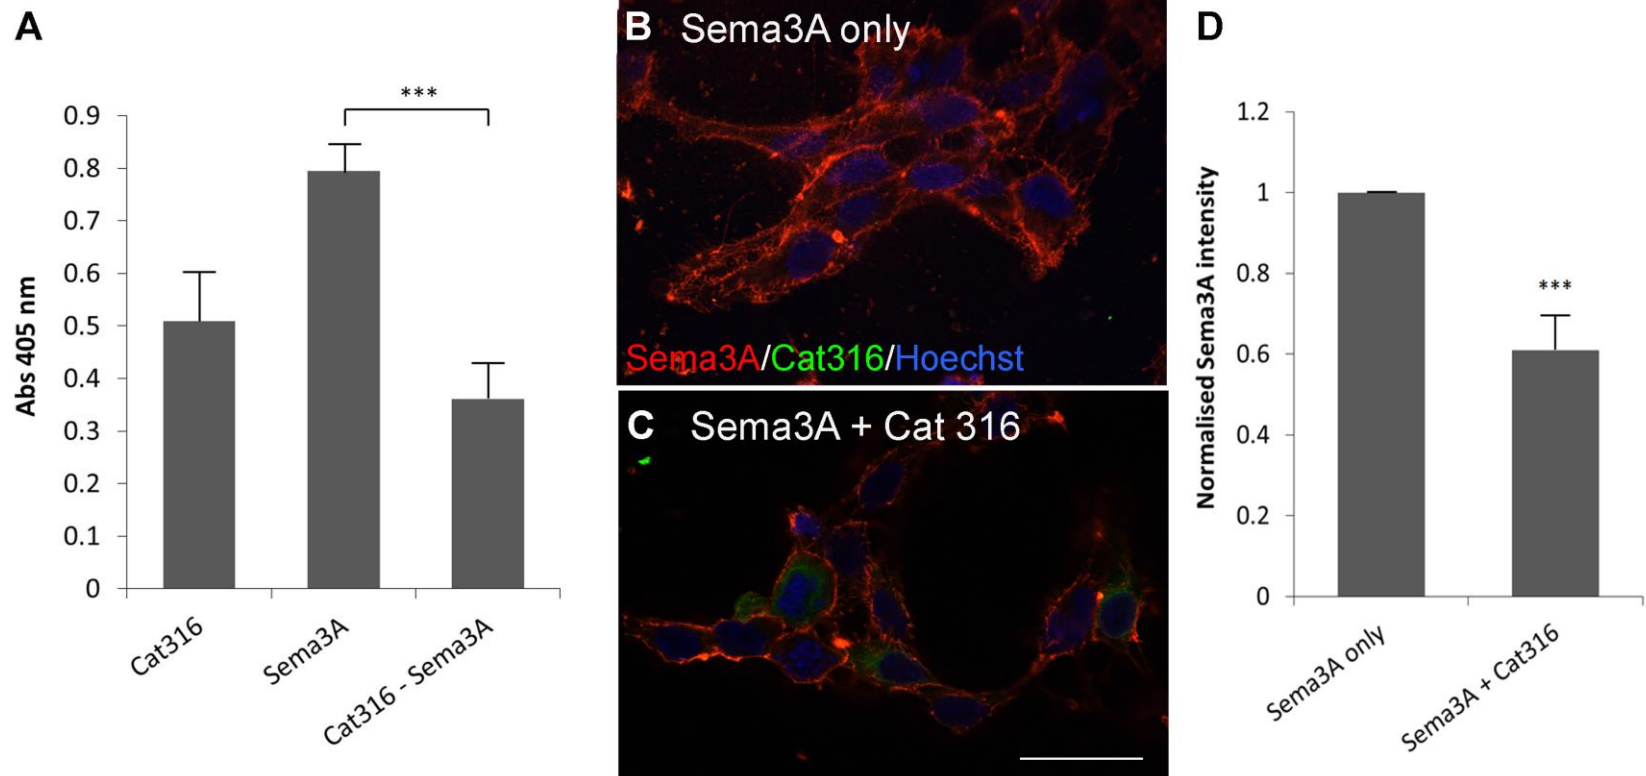 A
***
0.9
0.8
0.7
0.6
0.5
0.4
0.3
0.2
0.1
0
Abs 405 nm
Cat316
Sema3A
Cat316 - Sema3A
B Sema3A only
Sema3A/Cat316/Hoechst
C Sema3A + Cat 316
D
1.2
1
0.8
0.6
0.4
0.2
0
Normalised Sema3A intensity
***
Sema3A only
Sema3A + Cat316